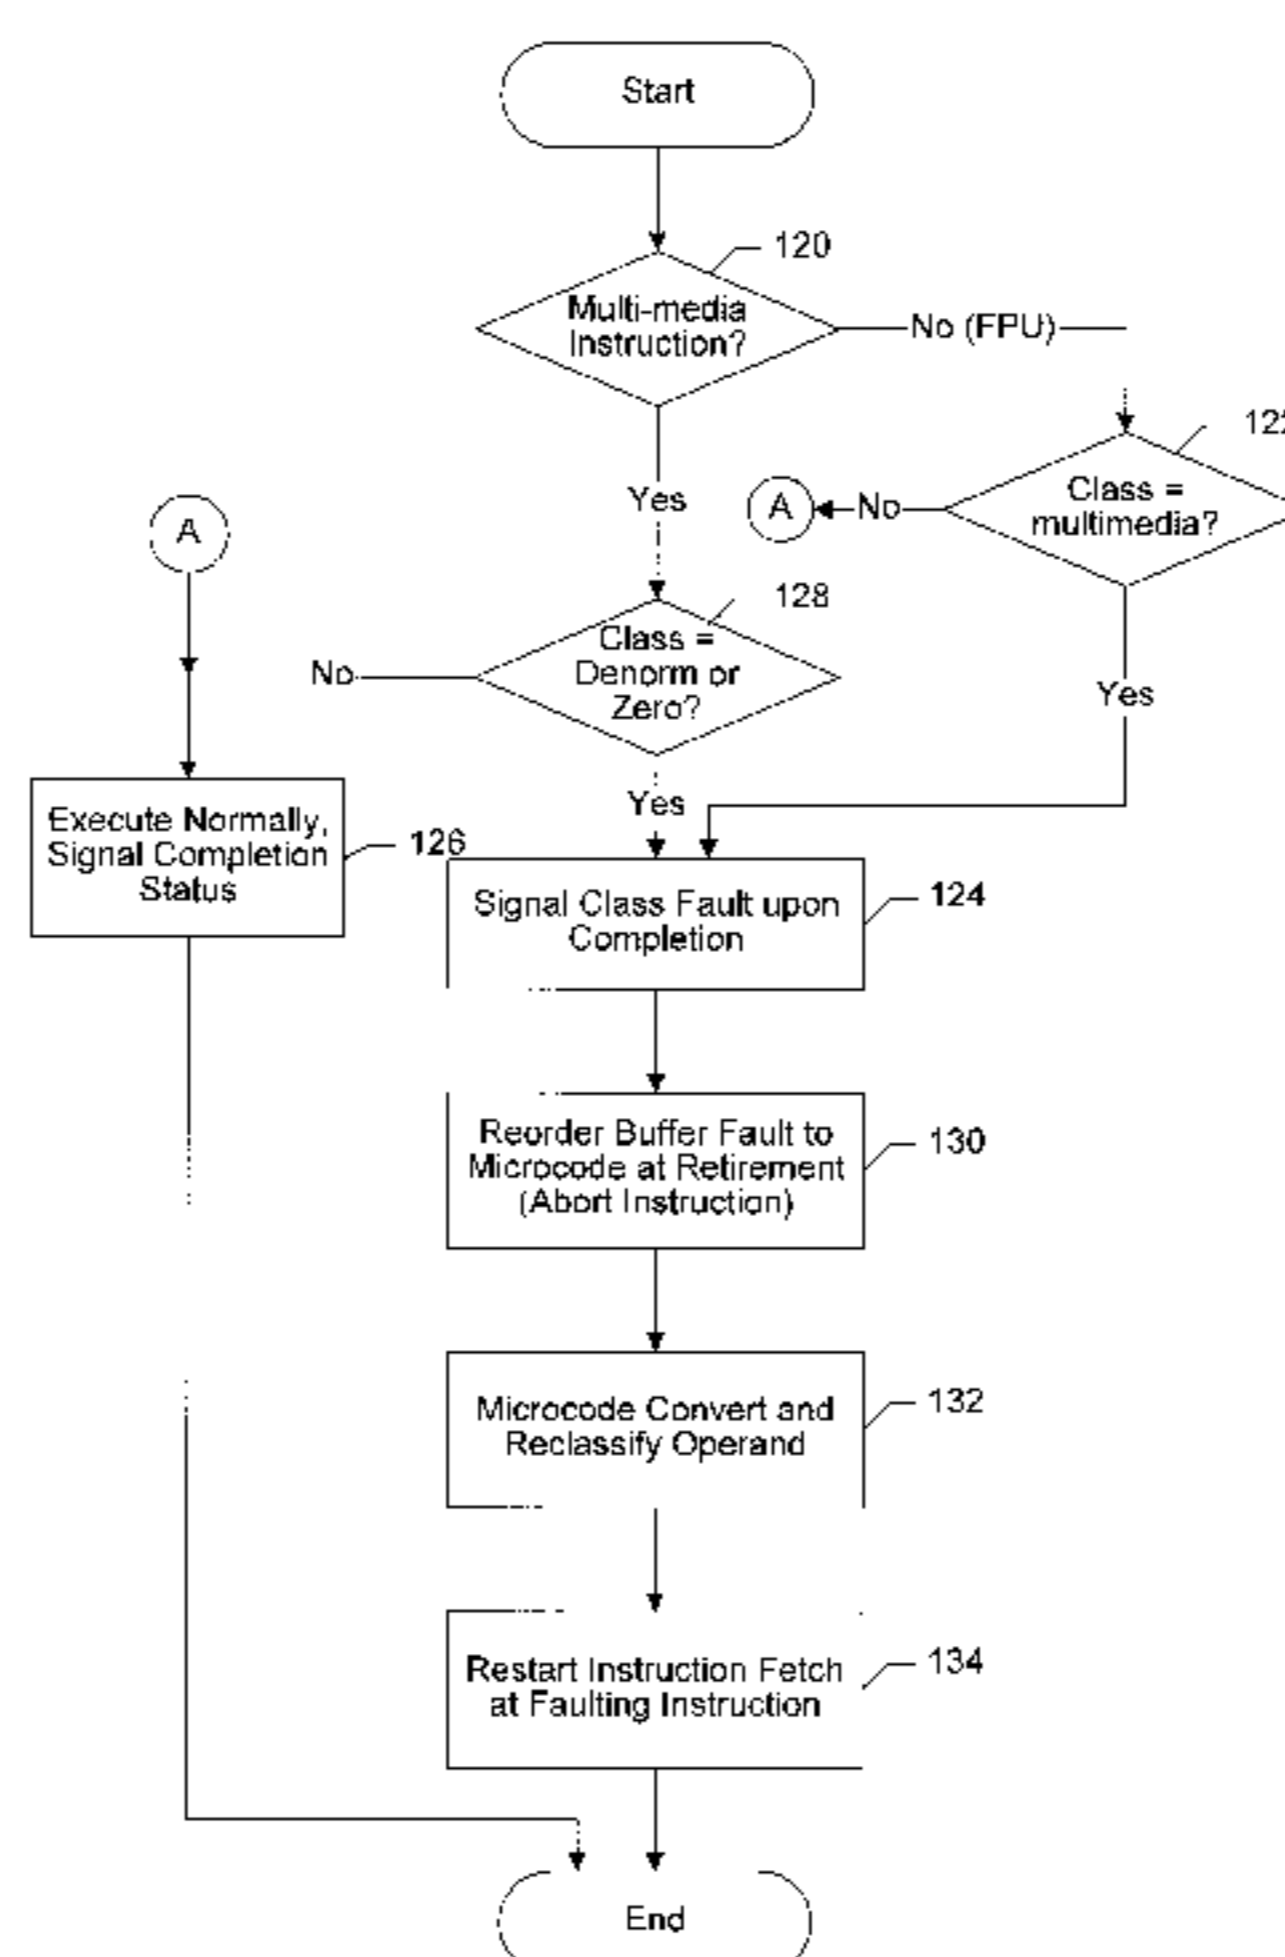 Start
120
Multi-media
Instruction?
No (FPU)
122
Class =
multimedia?
No
A
Yes
A
128
Class =
Denorm or
Zero?
No
Yes
Yes
Execute Normally,
Signal Completion
Status
126
Signal Class Fault upon
Completion
124
Reorder Buffer Fault to
Microcode at Retirement
(Abort Instruction)
130
Microcode Convert and
Reclassify Operand
132
Restart Instruction Fetch
at Faulting Instruction
134
End